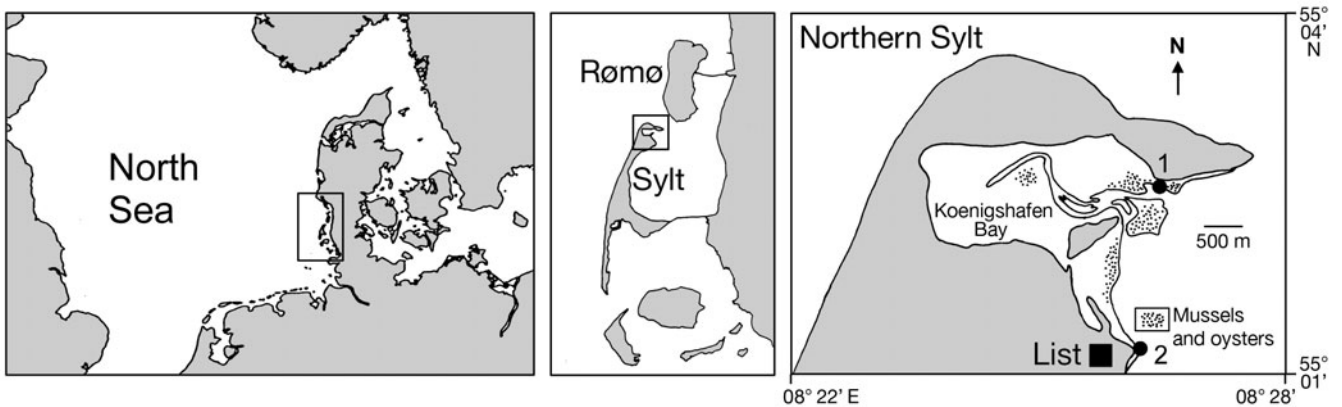 North
Sea
Rømø
Sylt
Northern Sylt
N
1
Koenigshafen
Bay
500 m
Mussels
and oysters
List
2
55°
04’
N
55°
01’
08° 22’ E
08° 28’